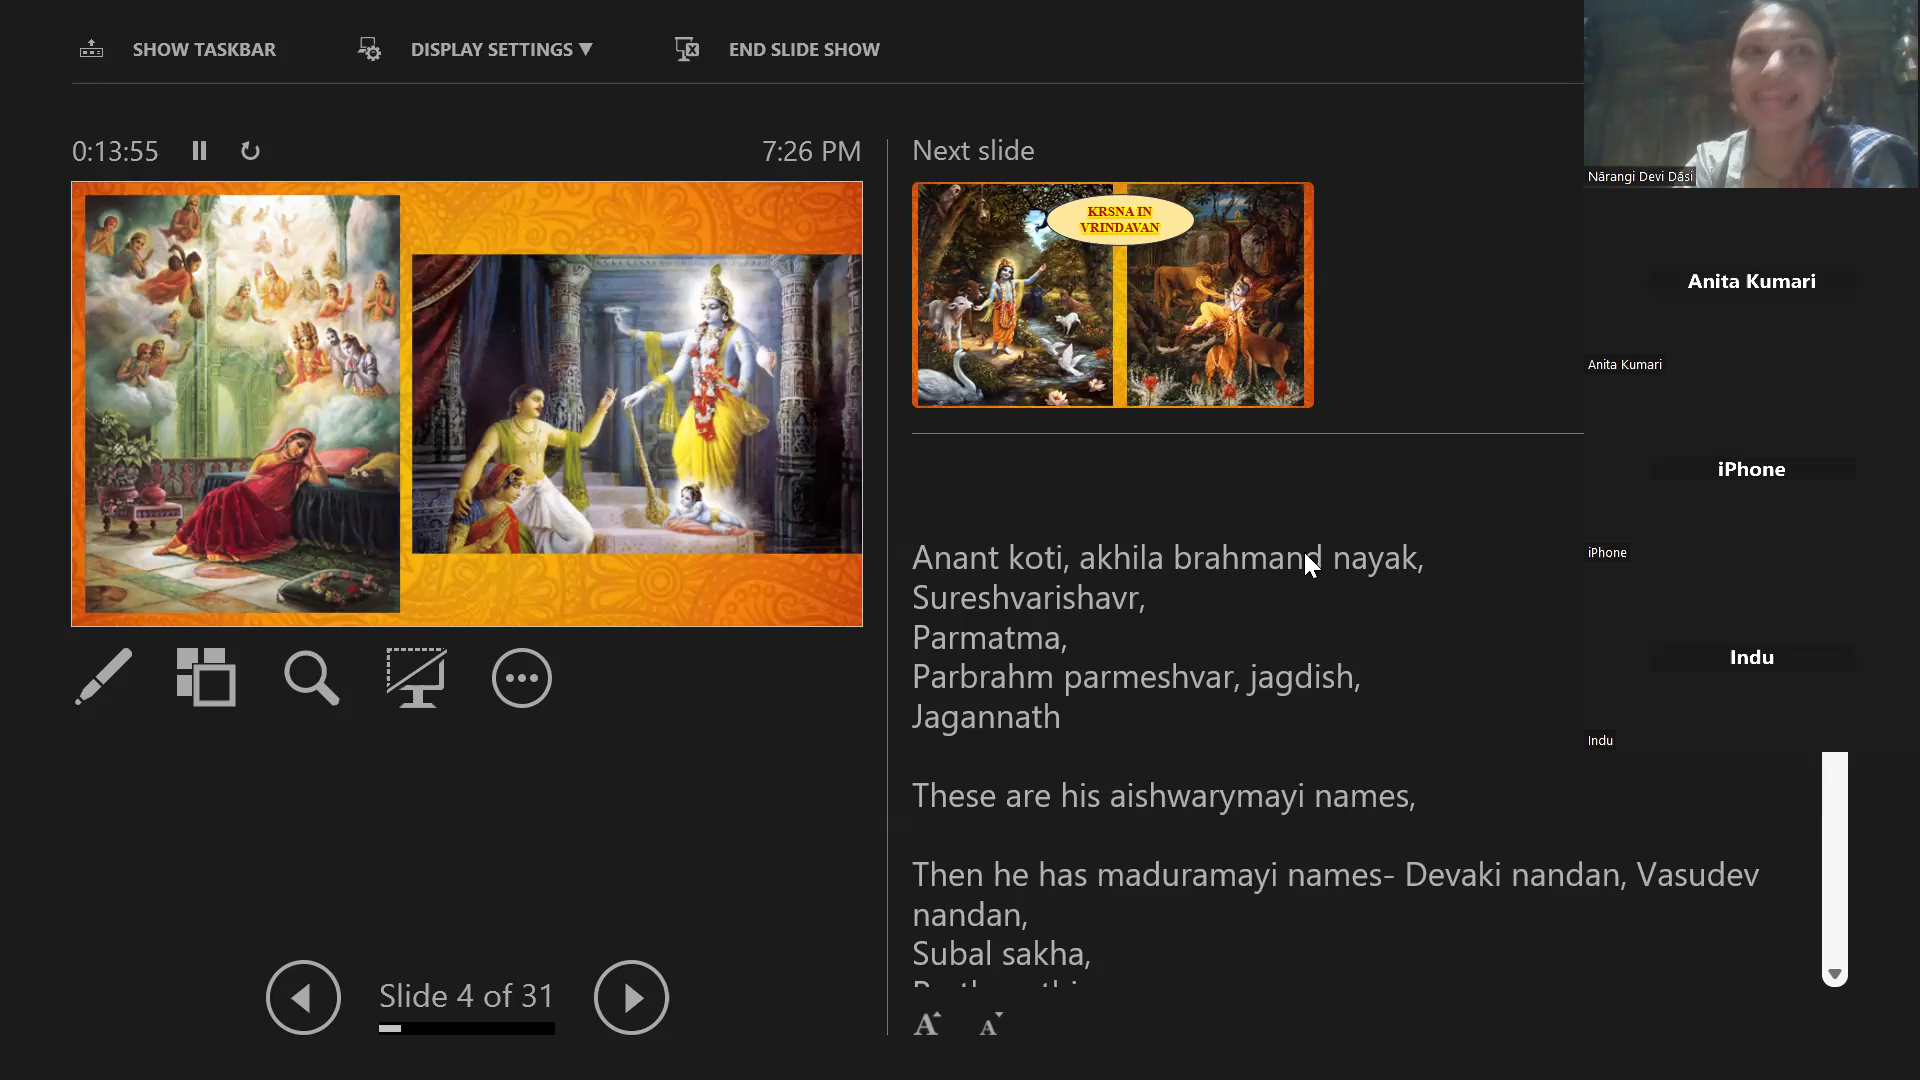 SHOW TASKBAR
DISPLAY SETTINGS ▼
END SLIDE SHOW
0:13:55
7:26 PM
Next slide
KRSNA IN
VRINDAVAN
Nārangi Devi Dāsi
Anita Kumari
Anita Kumari
iPhone
iPhone
Indu
Indu
Anant koti, akhila brahmand nayak,
Sureshvarishavr,
Parmatma,
Parbrahm parmeshvar, jagdish,
Jagannath
These are his aishwarymayi names,
Then he has maduramayi names- Devaki nandan, Vasudev
nandan,
Subal sakha,
Slide 4 of 31
A A